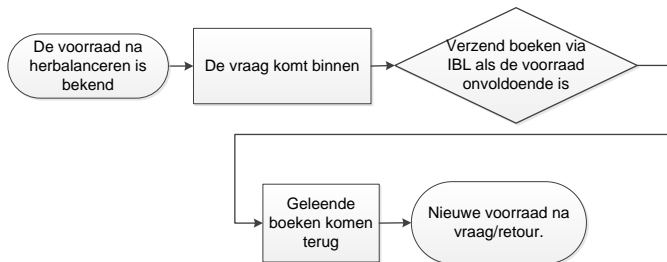 De voorraad na
herbalanceren is
bekend
De vraag komt binnen
Verzend boeken via
IBL als de voorraad
onvoldoende is
Geleende
boeken komen
terug
Nieuwe voorraad na
vraag/retour.